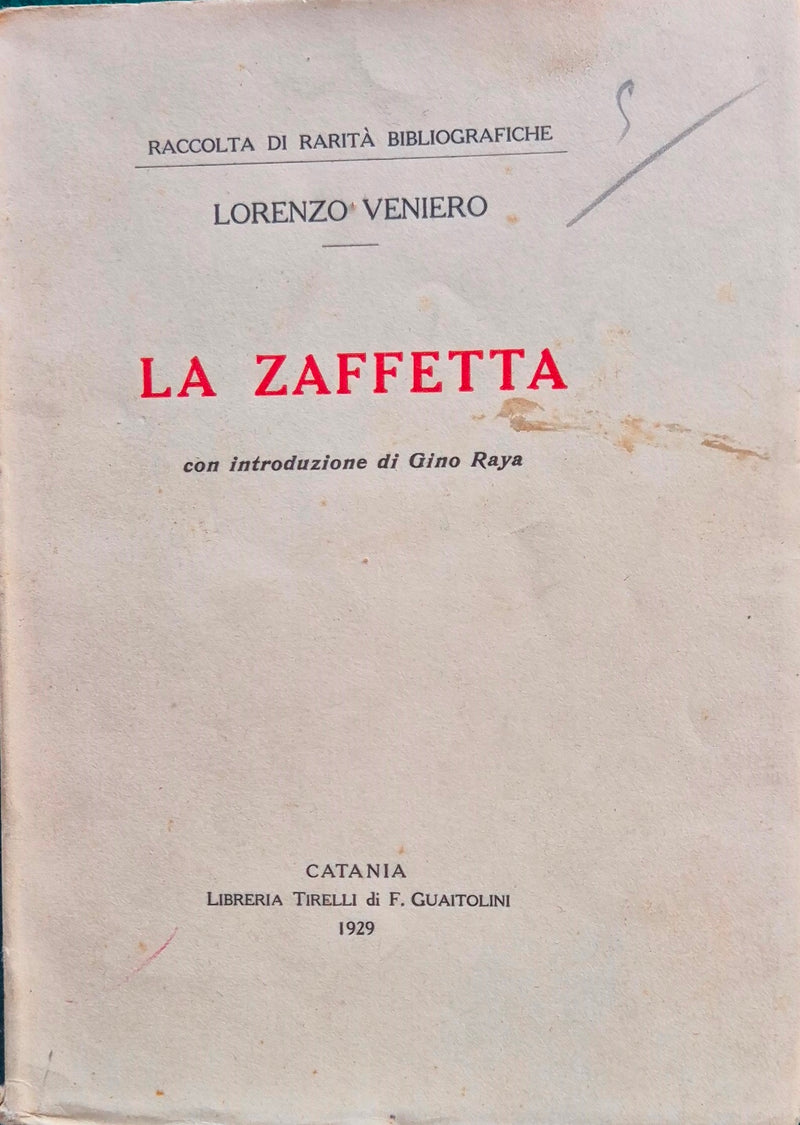 RACCOLTA DI RARITÀ BIBLIOGRAFICHE
LORENZO VENIERO
LA ZAFFETTA
con introduzione di Gino Raya
CATANIA
LIBRERIA TIRELLI di F. GUAITOLINI
1929